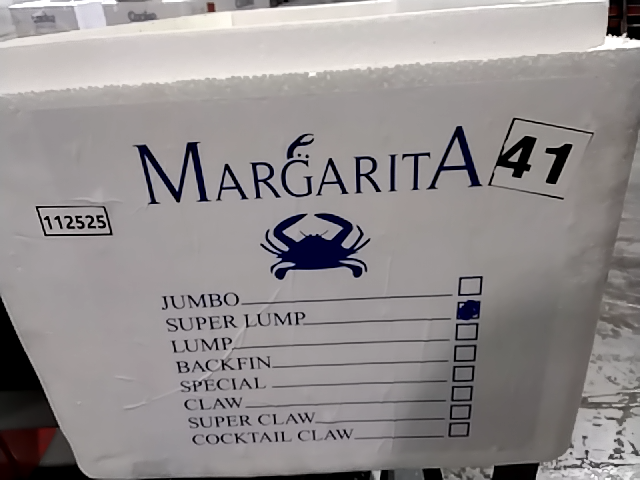 MARGARITA
41
112525
JUMBO
SUPER LUMP
LUMP
BACKFIN
SPECIAL
CLAW
SUPER CLAW
COCKTAIL CLAW